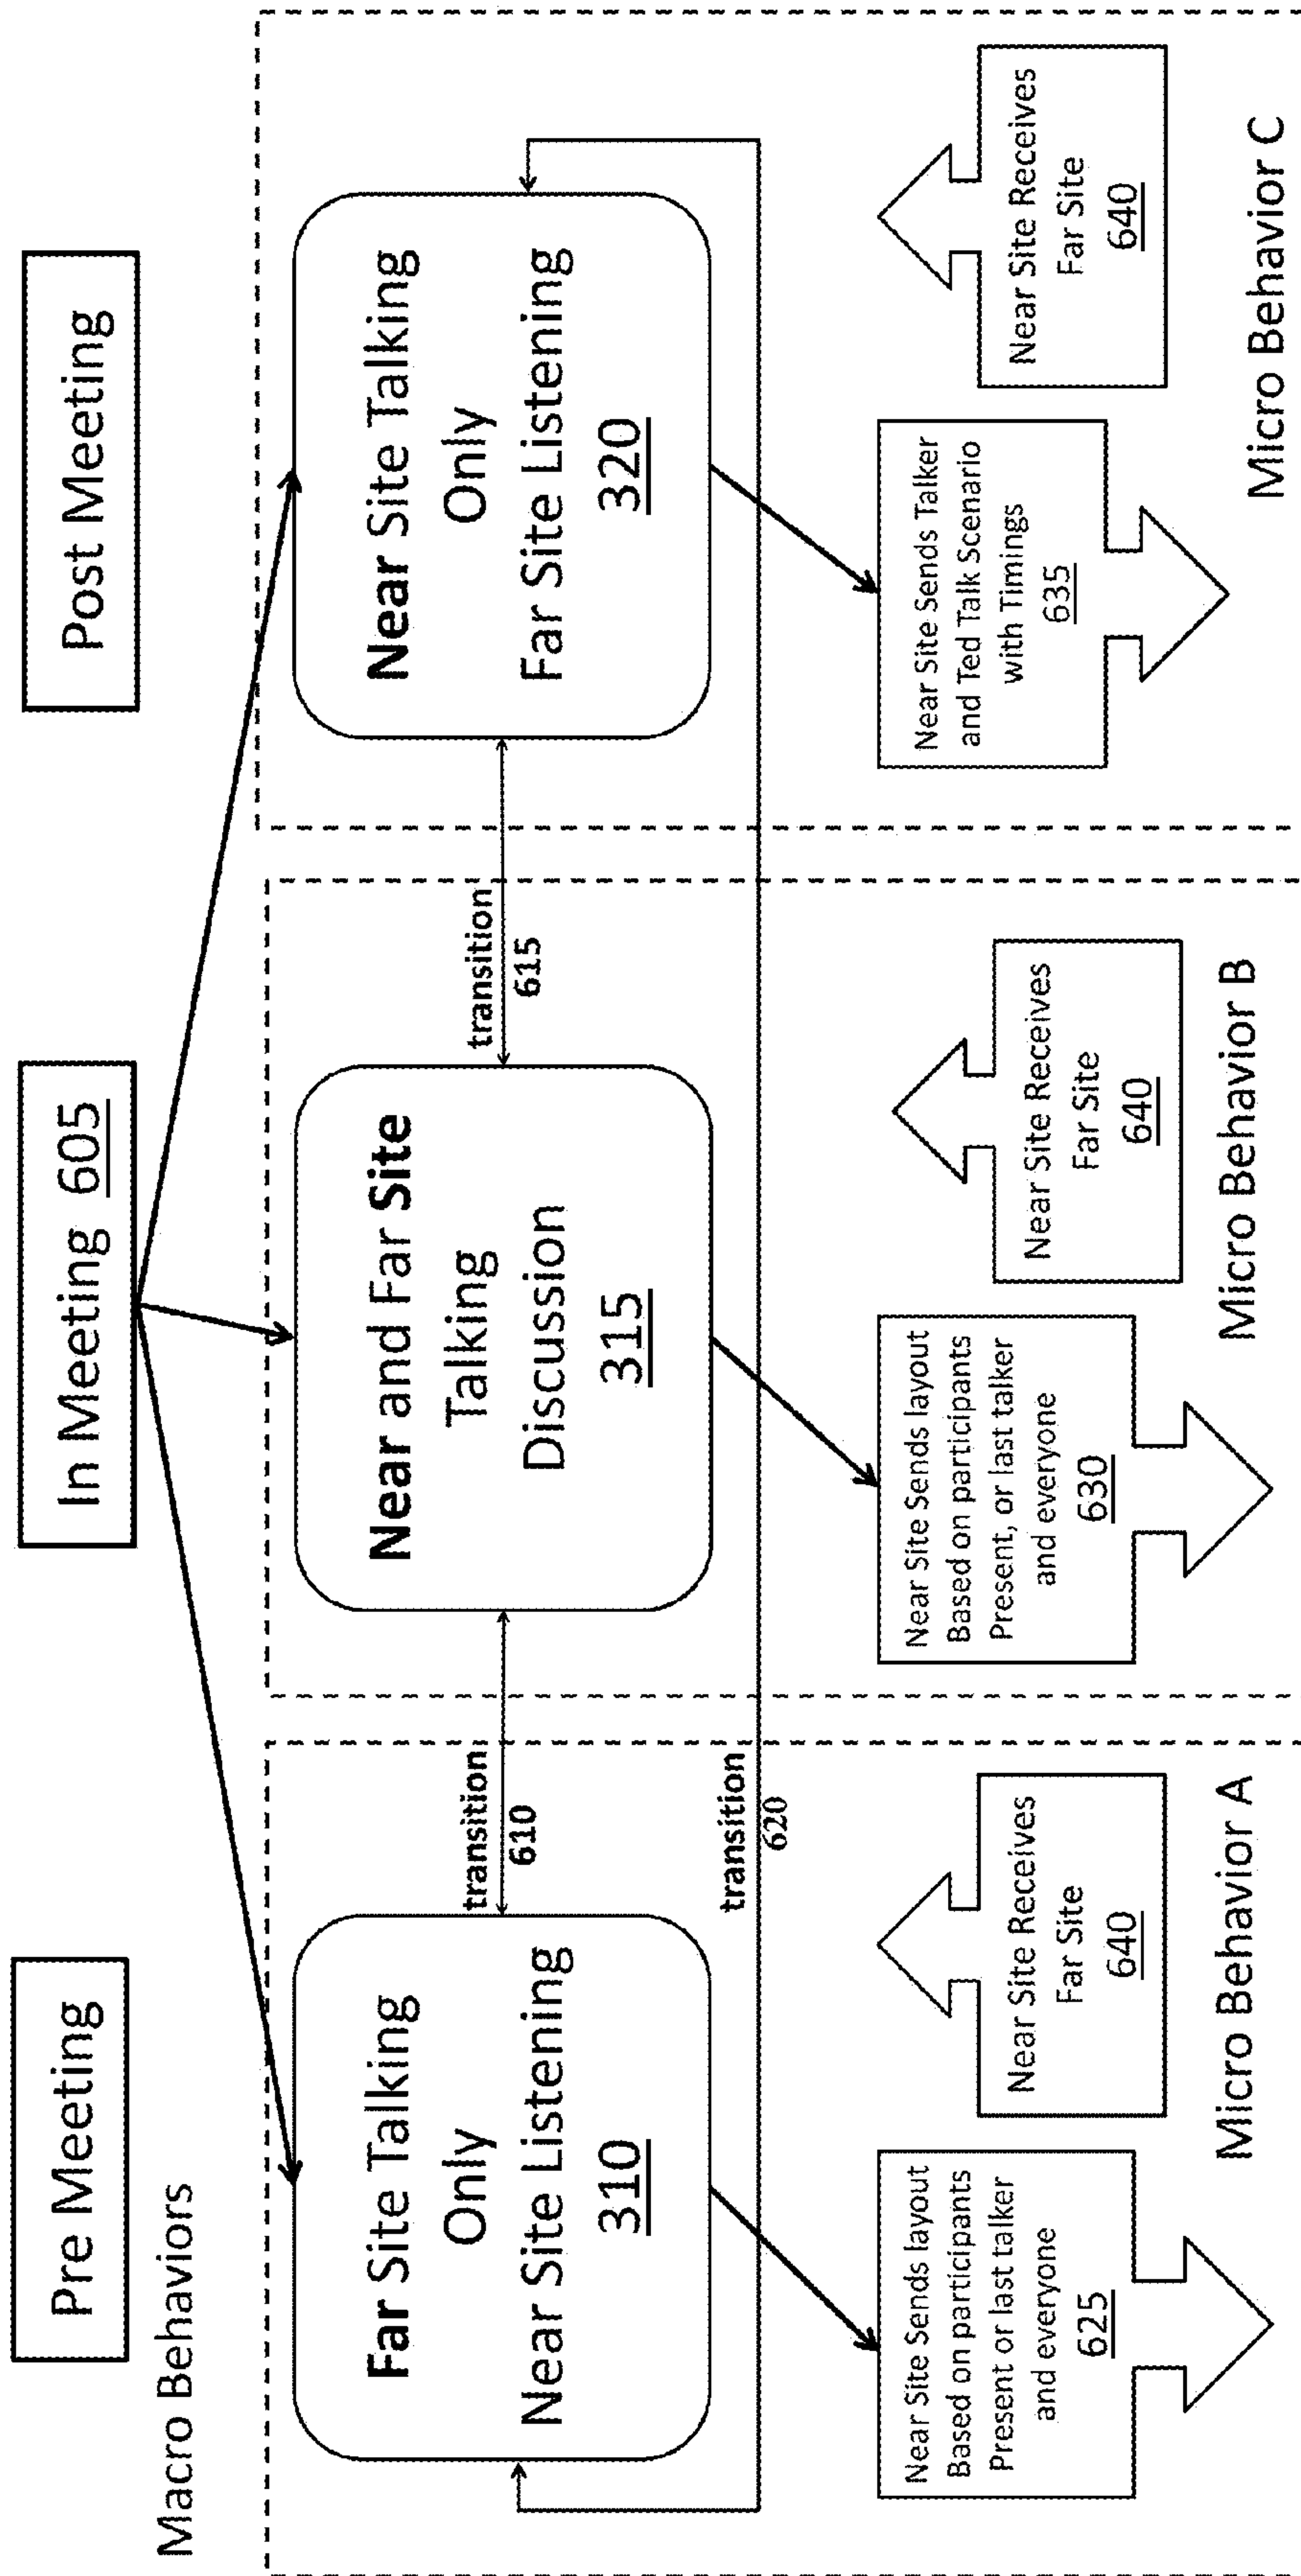 Pre Meeting
In Meeting 605
Post Meeting
Macro Behaviors
Far Site Talking
Only
Near Site Listening
310
transition
610
Near and Far Site
Talking
Discussion
315
transition
615
Near Site Talking
Only
Far Site Listening
320
transition
620
Near Site Sends layout
Based on participants
Present or last talker
and everyone
625
Near Site Receives
Far Site
640
Micro Behavior A
Near Site Sends layout
Based on participants
Present, or last talker
and everyone
630
Near Site Receives
Far Site
640
Micro Behavior B
Near Site Sends Talker
and Ted Talk Scenario
with Timings
635
Near Site Receives
Far Site
640
Micro Behavior C